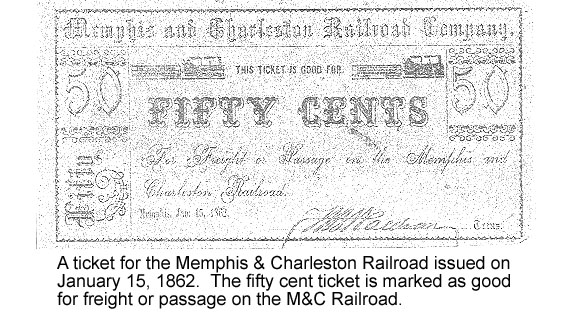 Memphis and Charleston Railroad Company.
50
THIS TICKET IS GOOD FOR
50
FIFTY CENTS
For Freight or Passage on the Memphis and
Charleston Railroad.
Fifty
Memphis, Jan. 15, 1862.
Treas.
A ticket for the Memphis & Charleston Railroad issued on
January 15, 1862. The fifty cent ticket is marked as good
for freight or passage on the M&C Railroad.